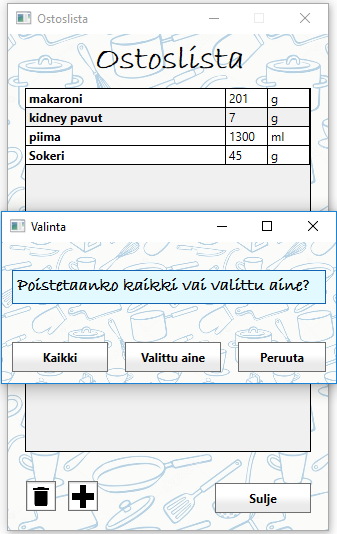 Ostoslista
Ostoslista
makaroni 201 g
kidney pavut 7 g
piima 1300 ml
Sokeri 45 g
Valinta
Poistetaanko kaikki vai valittu aine?
Kaikki Valittu aine Peruuta
Sulje